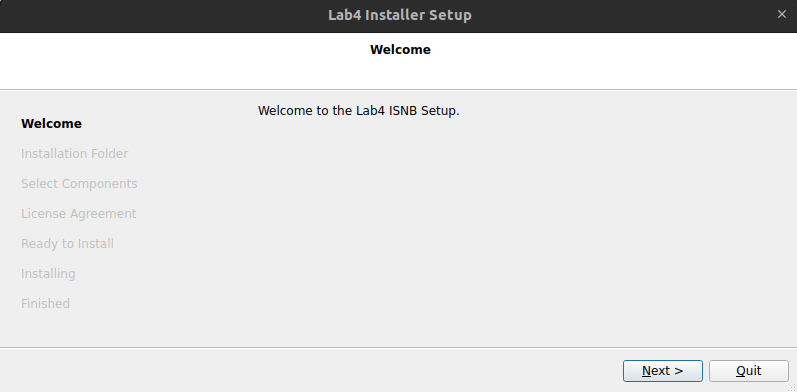 Lab4 Installer Setup
Welcome
Welcome
Welcome to the Lab4 ISNB Setup.
Installation Folder
Select Components
License Agreement
Ready to Install
Installing
Finished
Next >
Quit